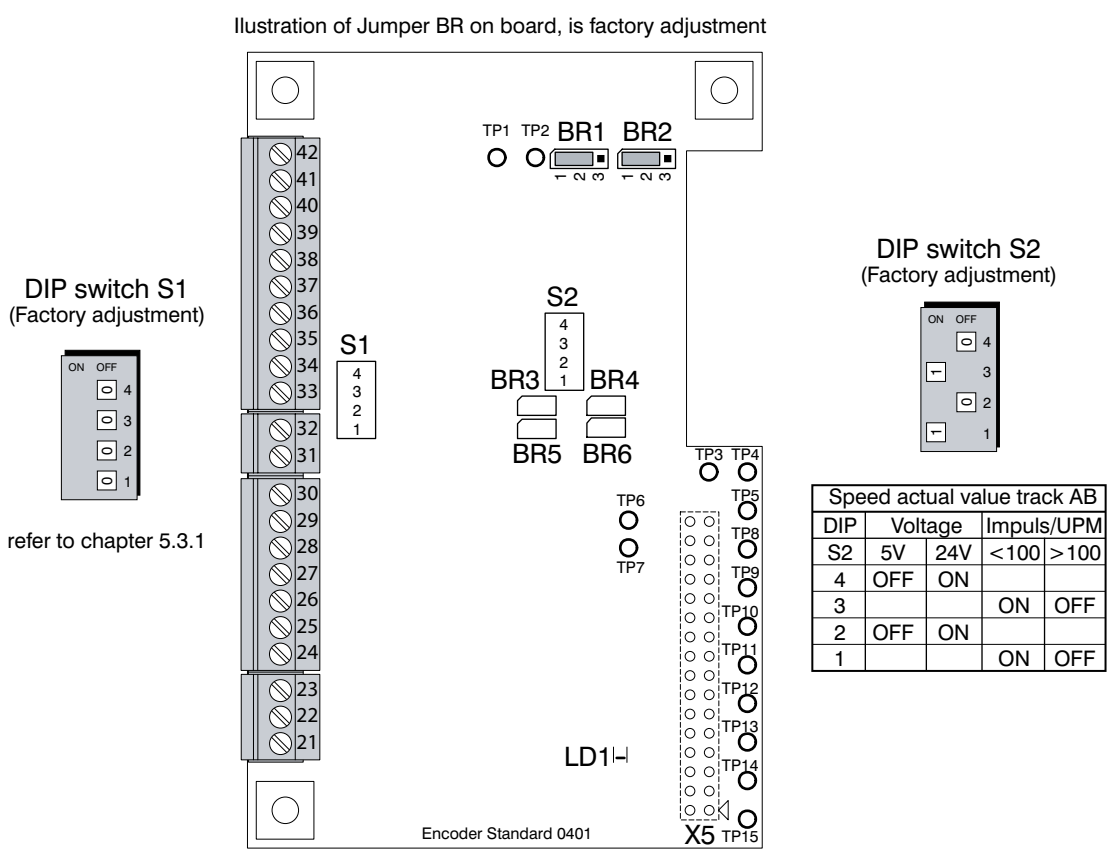 Ilustration of Jumper BR on board, is factory adjustment
TP1 TP2 BR1 BR2
1 2 3 1 2 3
42
41
40
39
38
37
36
35
34
33
32
31
30
29
28
27
26
25
24
23
22
21
DIP switch S1
(Factory adjustment)
ON OFF
0 4
0 3
0 2
0 1
refer to chapter 5.3.1
S1
4
3
2
1
S2
4
3
2
1
BR3 BR4
BR5 BR6
TP3 TP4
TP5
TP6
TP7
TP8
TP9
TP10
TP11
TP12
TP13
TP14
TP15
LD1
X5
Encoder Standard 0401
DIP switch S2
(Factory adjustment)
ON OFF
0 4
1 3
0 2
1 1
Speed actual value track AB
DIP Voltage Impuls/UPM
S2 5V 24V <100 >100
4 OFF ON
3 ON OFF
2 OFF ON
1 ON OFF